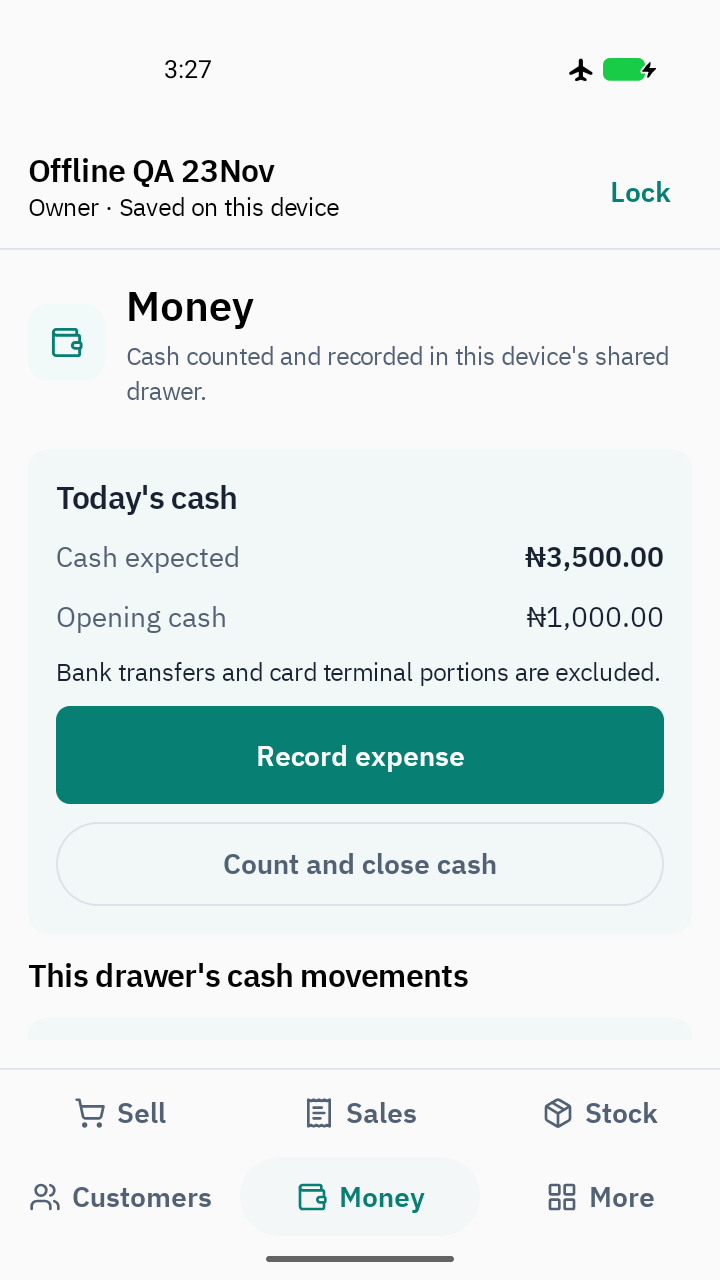 3:27
Offline QA 23Nov
Owner · Saved on this device
Lock
Money
Cash counted and recorded in this device's shared
drawer.
Today's cash
Cash expected ₦3,500.00
Opening cash ₦1,000.00
Bank transfers and card terminal portions are excluded.
Record expense
Count and close cash
This drawer's cash movements
Sell Sales Stock
Customers Money More